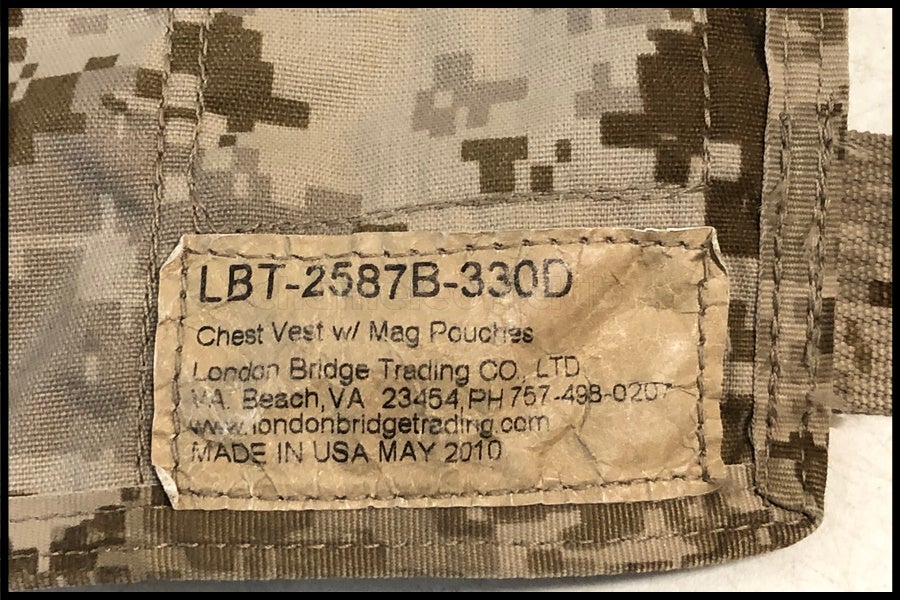 LBT-2587B-330D
Chest Vest w/ Mag Pouches
London Bridge Trading CO., LTD
VA. Beach, VA 23454, PH 757-498-0207
www.londonbridgetrading.com
MADE IN USA MAY 2010